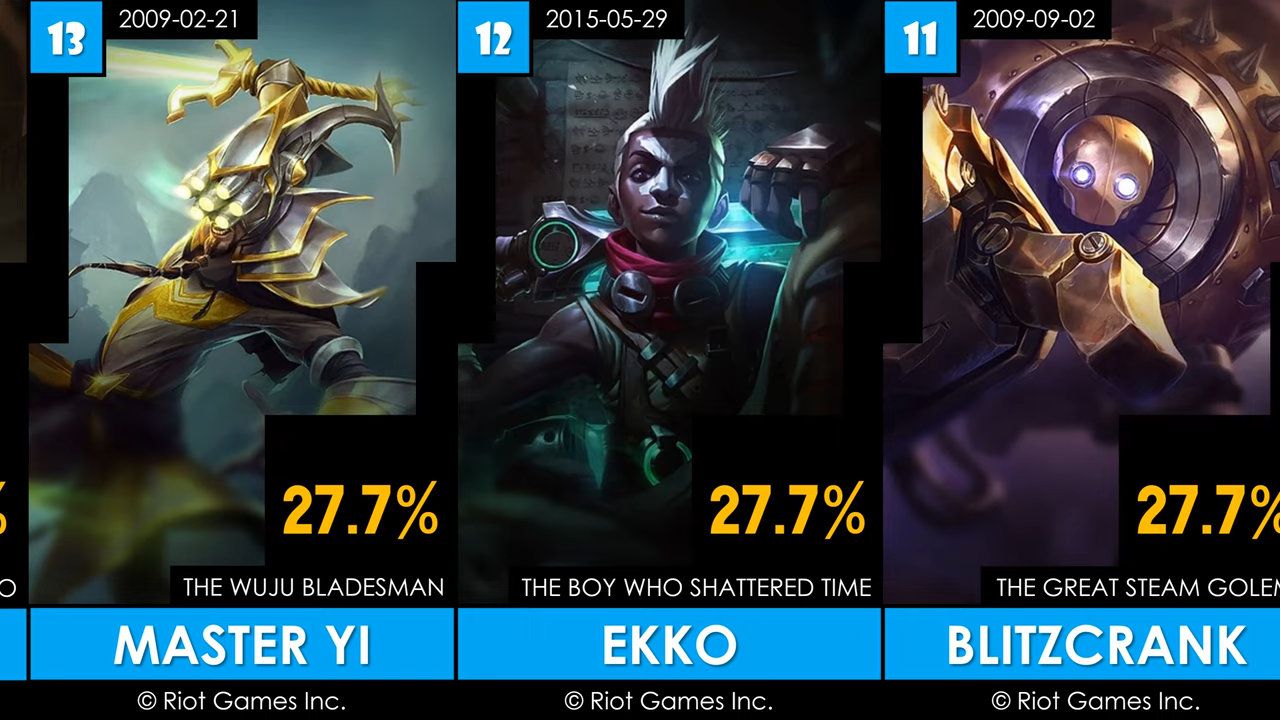 13
2009-02-21
27.7%
THE WUJU BLADESMAN
MASTER YI
© Riot Games Inc.
12
2015-05-29
27.7%
THE BOY WHO SHATTERED TIME
EKKO
© Riot Games Inc.
11
2009-09-02
27.7%
THE GREAT STEAM GOLEM
BLITZCRANK
© Riot Games Inc.
%
O